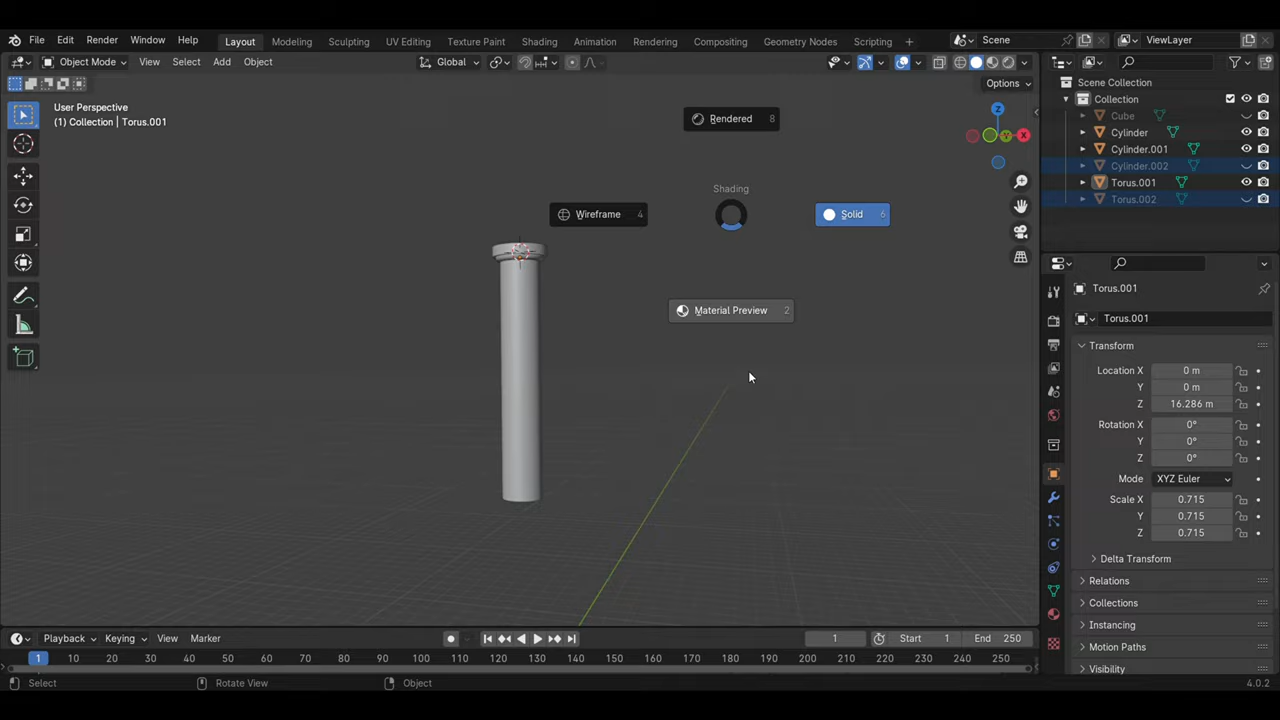 File Edit Render Window Help Layout Modeling Sculpting UV Editing Texture Paint Shading Animation Rendering Compositing Geometry Nodes Scripting + Scene ViewLayer
Object Mode View Select Add Object Global
Options
User Perspective
(1) Collection | Torus.001
Z
Y
X
Rendered 8
Shading
Wireframe 4
Solid 6
Material Preview 2
Scene Collection
Collection
Cube
Cylinder
Cylinder.001
Cylinder.002
Torus.001
Torus.002
Torus.001
Torus.001
Transform
Location X 0 m
Y 0 m
Z 16.286 m
Rotation X 0°
Y 0°
Z 0°
Mode XYZ Euler
Scale X 0.715
Y 0.715
Z 0.715
Delta Transform
Relations
Collections
Instancing
Motion Paths
Visibility
Playback Keying View Marker 1 Start 1 End 250
1 10 20 30 40 50 60 70 80 90 100 110 120 130 140 150 160 170 180 190 200 210 220 230 240 250
Select Rotate View Object 4.0.2